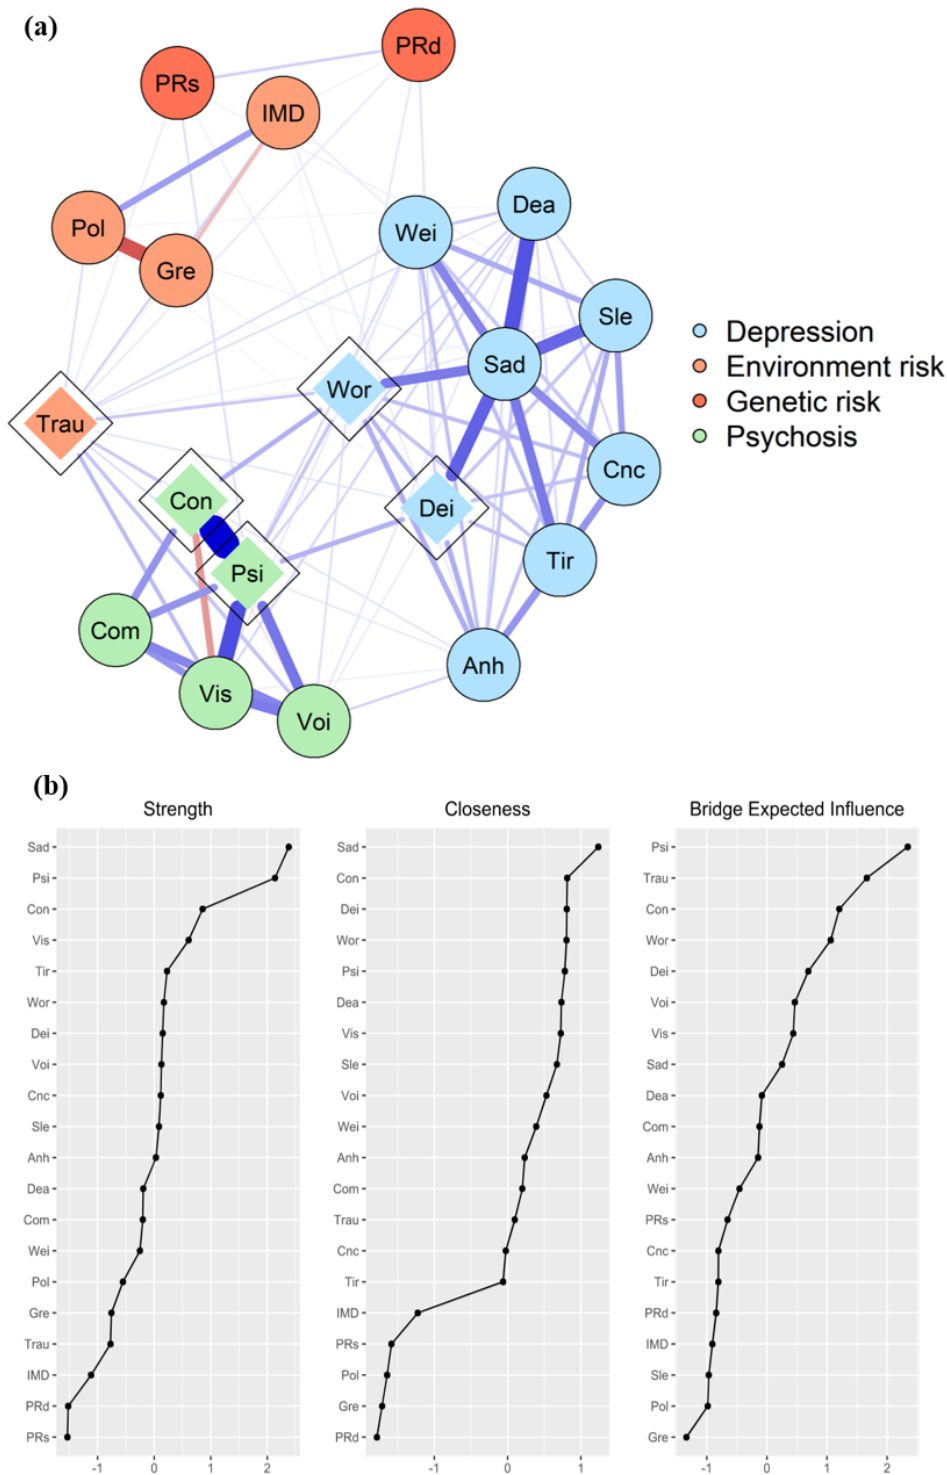 (a)
PRd
PRs
IMD
Dea
Pol
Wei
Gre
Sle
Depression
Sad
Environment risk
Wor
Genetic risk
Trau
Psychosis
Cnc
Con
Dei
Tir
Psi
Com
Anh
Vis
Voi
(b)
Strength
Sad
Psi
Con
Vis
Tir
Wor
Dei
Voi
Cnc
Sle
Anh
Dea
Com
Wei
Pol
Gre
Trau
IMD
PRd
PRs
-1 0 1 2
Closeness
Sad
Con
Dei
Wor
Psi
Dea
Vis
Sle
Voi
Wei
Anh
Com
Trau
Cnc
Tir
IMD
PRs
Pol
Gre
PRd
-1 0 1
Bridge Expected Influence
Psi
Trau
Con
Wor
Dei
Voi
Vis
Sad
Dea
Com
Anh
Wei
PRs
Cnc
Tir
PRd
IMD
Sle
Pol
Gre
-1 0 1 2